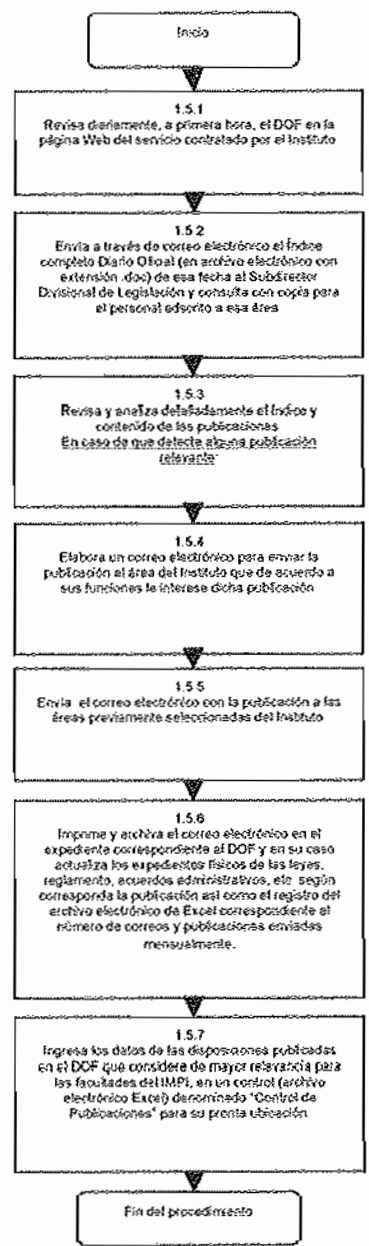 Inicio
1.5.1
Revisa diariamente, a primera hora, el DOF en la
página Web del servicio contratado por el Instituto
1.5.2
Envía a través de correo electrónico el Índice
completo Diario Oficial (en archivo electrónico con
extensión .doc) de esa fecha al Subdirector
Divisional de Legislación y consulta con copia para
el personal adscrito a esa área
1.5.3
Revisa y analiza detalladamente el índice y
contenido de las publicaciones
En caso de que detecte alguna publicación
relevante:
1.5.4
Elabora un correo electrónico para enviar la
publicación al área del Instituto que de acuerdo a
sus funciones le interese dicha publicación
1.5.5
Envía el correo electrónico con la publicación a las
áreas previamente seleccionadas del Instituto
1.5.6
Imprime y archiva el correo electrónico en el
expediente correspondiente al DOF y en su caso
actualiza los expedientes físicos de las leyes,
reglamento, acuerdos administrativos, etc. según
corresponda la publicación así como el registro del
archivo electrónico de Excel correspondiente al
número de correos y publicaciones enviadas
mensualmente.
1.5.7
Ingresa los datos de las disposiciones publicadas
en el DOF que considere de mayor relevancia para
las facultades del IMPI, en un control (archivo
electrónico Excel) denominado "Control de
Publicaciones" para su pronta ubicación
Fin del procedimiento